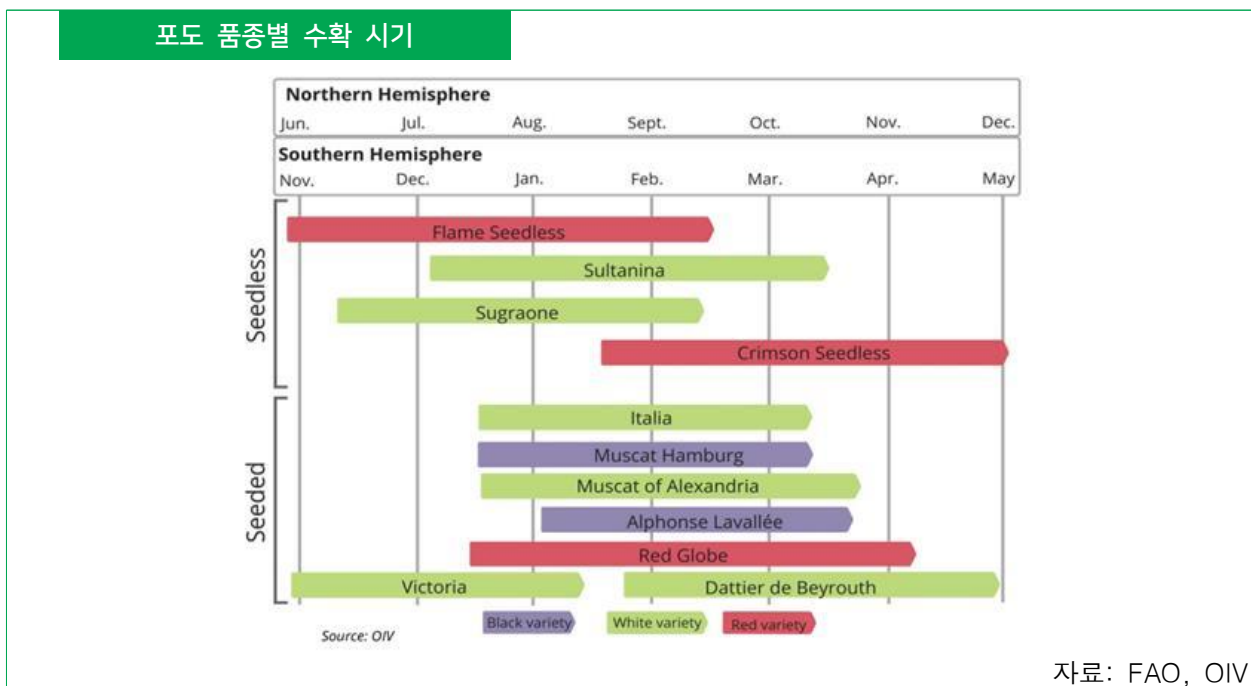 포도 품종별 수확 시기
Northern Hemisphere
Jun. Jul. Aug. Sept. Oct. Nov. Dec.
Southern Hemisphere
Nov. Dec. Jan. Feb. Mar. Apr. May
Seedless
Flame Seedless
Sultanina
Sugraone
Crimson Seedless
Seeded
Italia
Muscat Hamburg
Muscat of Alexandria
Alphonse Lavallée
Red Globe
Victoria Dattier de Beyrouth
Black variety White variety Red variety
Source: OIV
자료: FAO, OIV